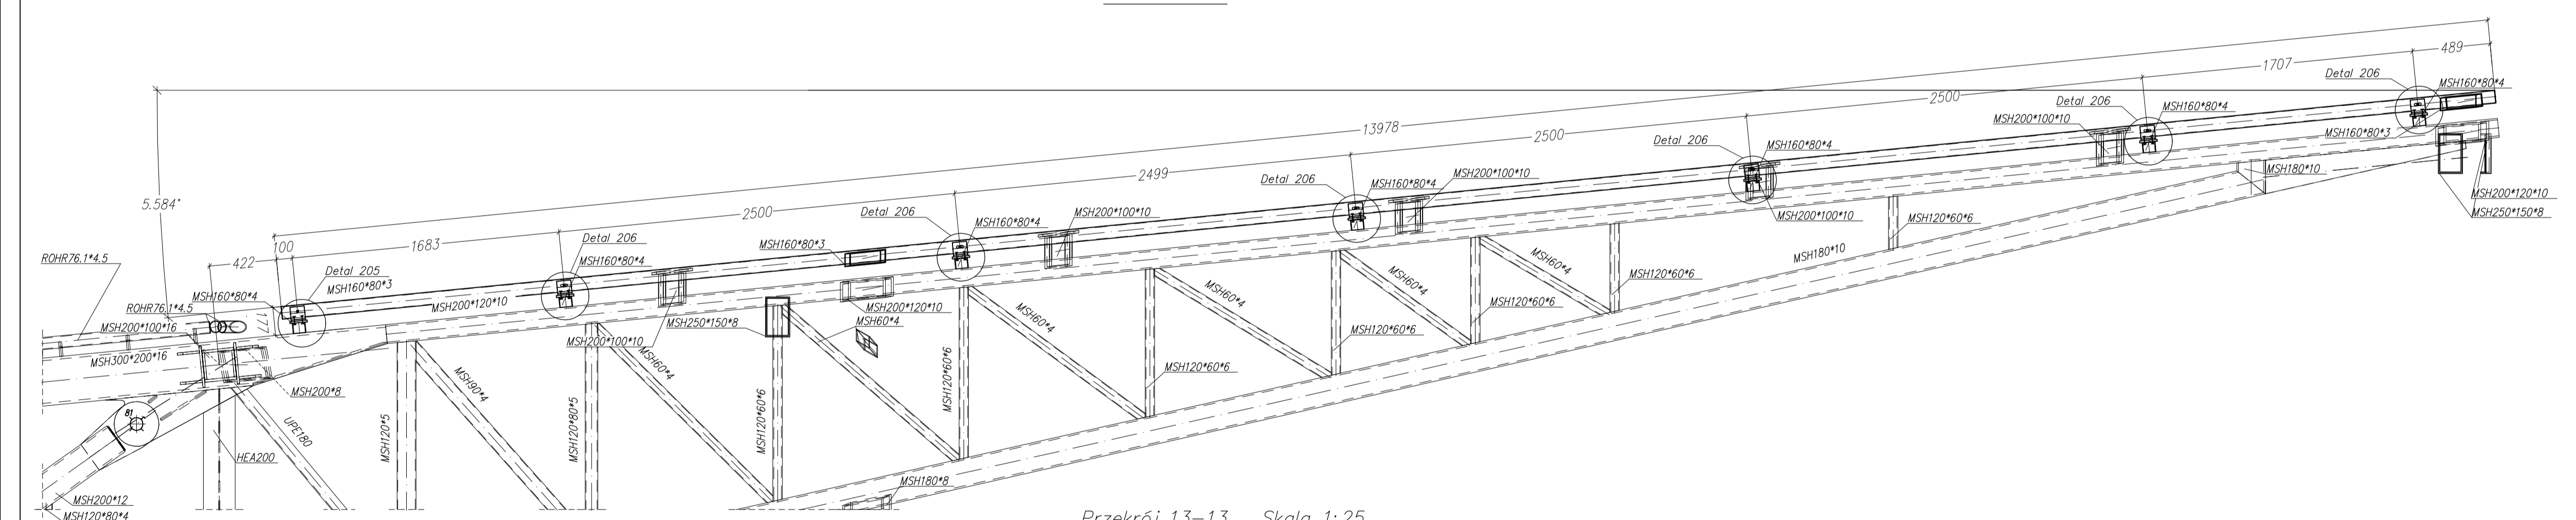 489
1707
2500
13978
2500
2499
2500
1683
100
422
5.584°
Detal 206
MSH160*80*4
Detal 206
MSH160*80*4
MSH200*100*10
MSH160*80*3
Detal 206
MSH160*80*4
MSH180*10
MSH200*120*10
MSH250*150*8
MSH200*100*10
Detal 206
MSH160*80*4
MSH200*100*10
Detal 206
MSH160*80*4
MSH200*100*10
MSH160*80*3
Detal 206
MSH160*80*4
ROHR76.1*4.5
Detal 205
MSH160*80*3
MSH160*80*4
ROHR76.1*4.5
MSH200*100*16
MSH300*200*16
MSH200*120*10
MSH200*120*10
MSH250*150*8
MSH60*4
MSH200*100*10
MSH60*4
MSH60*4
MSH60*4
MSH60*4
MSH60*4
MSH120*60*6
MSH180*10
MSH120*60*6
MSH120*60*6
MSH120*60*6
MSH120*60*6
MSH120*60*6
MSH120*60*6
MSH200*8
MSH90*4
MSH120*5
MSH120*80*5
UPE180
81
HEA200
MSH180*8
MSH200*12
MSH120*80*4
Przekrój 13-13 Skala 1:25